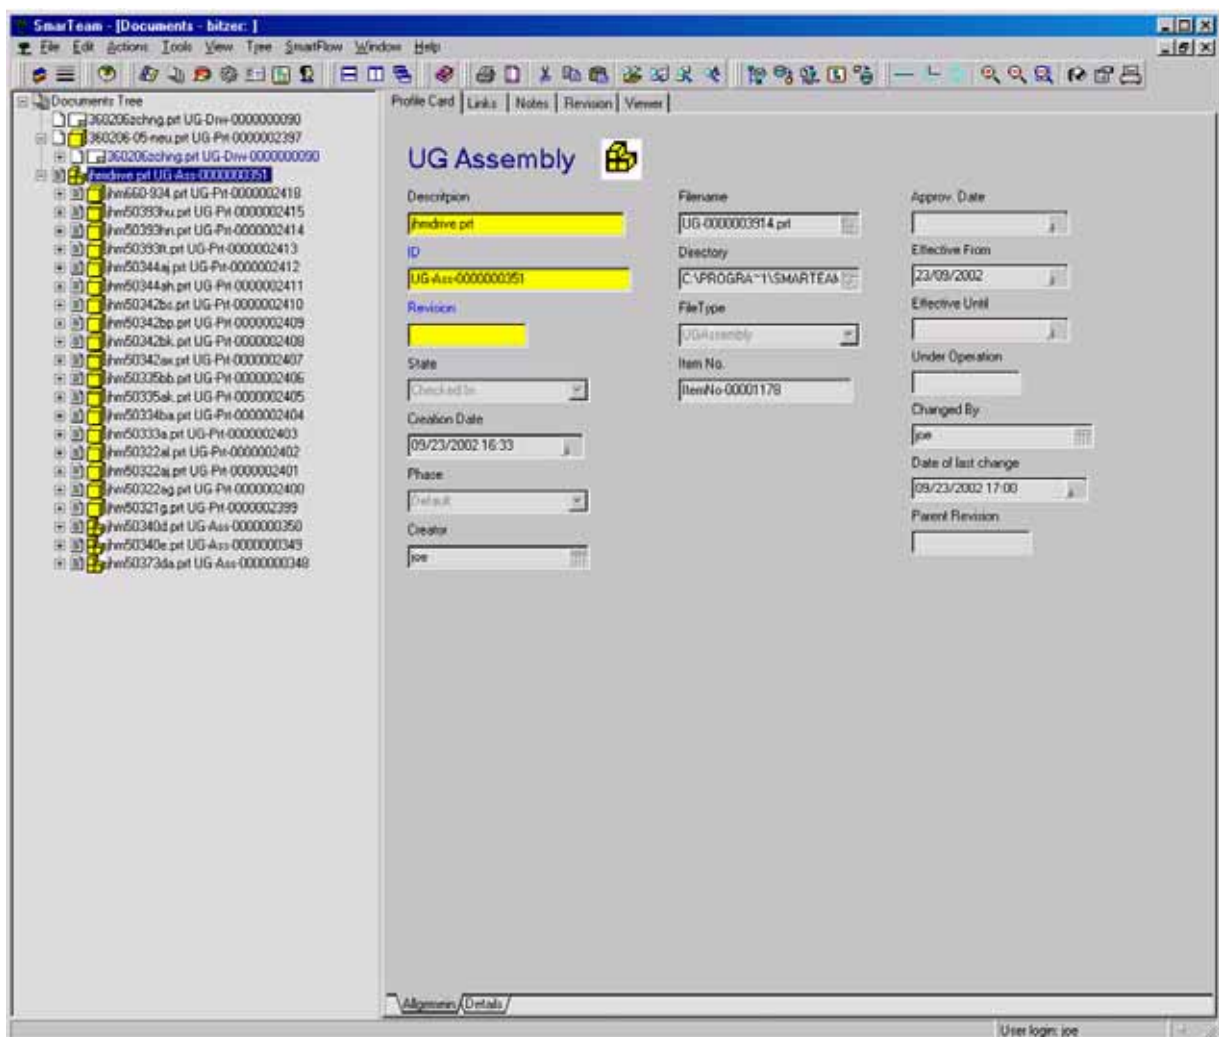 SmarTeam - [Documents - bitzer: ]
File Edit Actions Tools View Tree SmartFlow Window Help
Documents Tree
360206zchng.prt UG-Drw-0000000090
360206-05-neu.prt UG-Prt-0000002397
360206zchng.prt UG-Drw-0000000090
jhmdrive.prt UG-Ass-0000000351
jhm660-934.prt UG-Prt-0000002418
jhm50393hu.prt UG-Prt-0000002415
jhm50393hn.prt UG-Prt-0000002414
UG-Prt-0000002413
jhm50344aj.prt UG-Prt-0000002412
jhm50344ah.prt UG-Prt-0000002411
jhm50342bs.prt UG-Prt-0000002410
jhm50342bp.prt UG-Prt-0000002409
jhm50342bk.prt UG-Prt-0000002408
jhm50342ax.prt UG-Prt-0000002407
jhm50335bb.prt UG-Prt-0000002406
jhm50335ak.prt UG-Prt-0000002405
jhm50334ba.prt UG-Prt-0000002404
jhm50333a.prt UG-Prt-0000002403
jhm50322al.prt UG-Prt-0000002402
jhm50322aj.prt UG-Prt-0000002401
jhm50322ag.prt UG-Prt-0000002400
jhm50321g.prt UG-Prt-0000002399
jhm50340d.prt UG-Ass-0000000350
jhm50340e.prt UG-Ass-0000000349
jhm50373da.prt UG-Ass-0000000348
Profile Card Links Notes Revision Viewer
UG Assembly
Descritpion
jhmdrive.prt
ID
UG-Ass-0000000351
Revision
State
Checked In
Creation Date
09/23/2002 16:33
Phase
Default
Creator
joe
Filename
UG-0000003914.prt
Directory
C:\PROGRA~1\SMARTEAM
FileType
UGAssembly
Item No.
ItemNo-00001178
Approv. Date
Effective From
23/09/2002
Effective Until
Under Operation
Changed By
joe
Date of last change
09/23/2002 17:00
Parent Revision
Allgemein Details
User login: joe